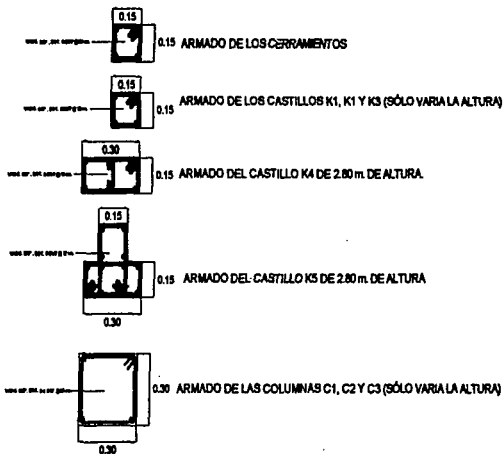 0.15
0.15 ARMADO DE LOS CERRAMIENTOS
0.15
0.15 ARMADO DE LOS CASTILLOS K1, K1 Y K3 (SÓLO VARIA LA ALTURA)
0.30
0.15 ARMADO DEL CASTILLO K4 DE 2.80 m. DE ALTURA.
0.15
0.15 ARMADO DEL CASTILLO K5 DE 2.80 m. DE ALTURA
0.30
0.30 ARMADO DE LAS COLUMNAS C1, C2 Y C3 (SÓLO VARIA LA ALTURA)
0.30